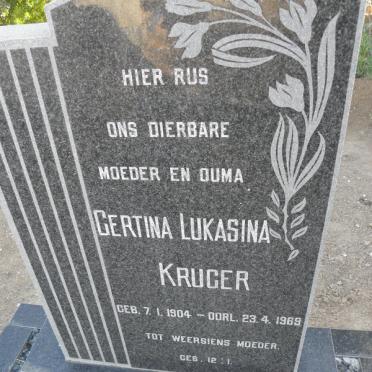 HIER RUS
ONS DIERBARE
MOEDER EN OUMA
GERTINA LUKASINA
KRUGER
GEB. 7. 1. 1904 – OORL. 23. 4. 1969
TOT WEERSIENS MOEDER.
GES. 12:1.